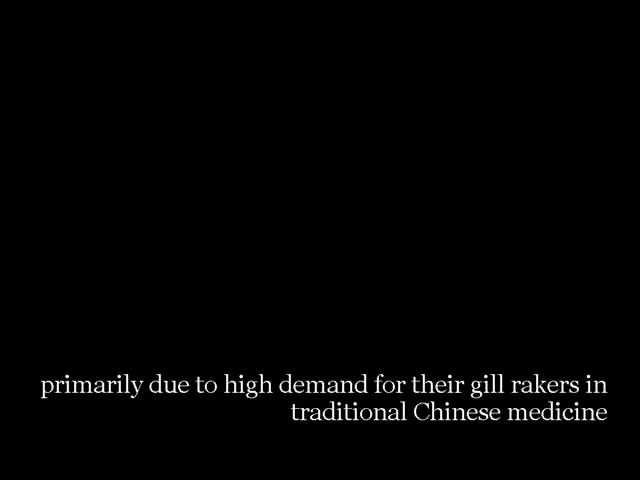 primarily due to high demand for their gill rakers in
traditional Chinese medicine